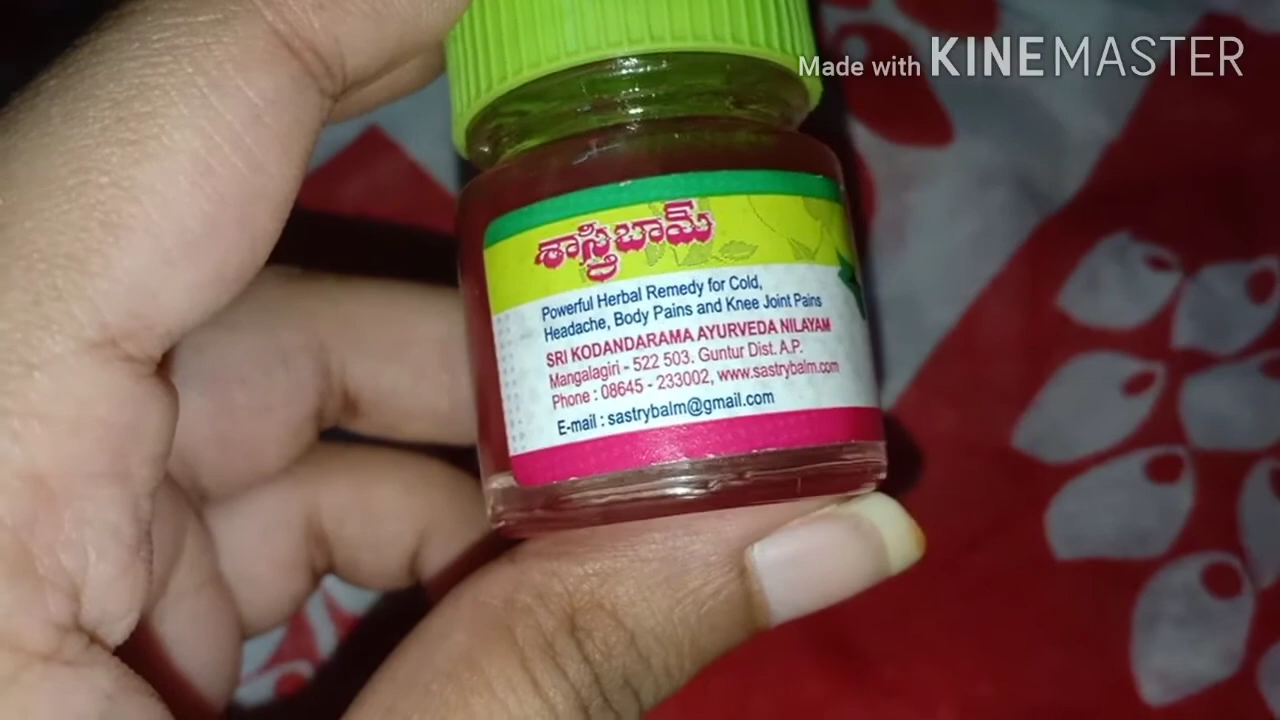 Made with KINEMASTER
శాస్త్రిబామ్
Powerful Herbal Remedy for Cold,
Headache, Body Pains and Knee Joint Pains
SRI KODANDARAMA AYURVEDA NILAYAM
Mangalagiri - 522 503. Guntur Dist. A.P.
Phone : 08645 - 233002, www.sastrybalm.com
E-mail : sastrybalm@gmail.com